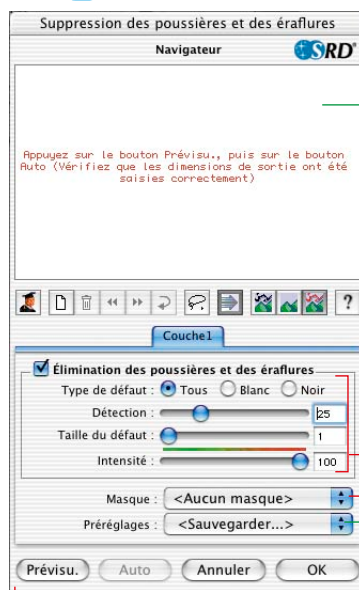 Suppression des poussières et des éraflures
Navigateur
SRD
Appuyez sur le bouton Prévisu., puis sur le bouton
Auto (Vérifiez que les dimensions de sortie ont été
saisies correctement)
?
Couche1
Élimination des poussières et des éraflures
Type de défaut : Tous Blanc Noir
Détection : 25
Taille du défaut : 1
Intensité : 100
Masque : <Aucun masque>
Préréglages : <Sauvegarder...>
Prévisu. Auto Annuler OK